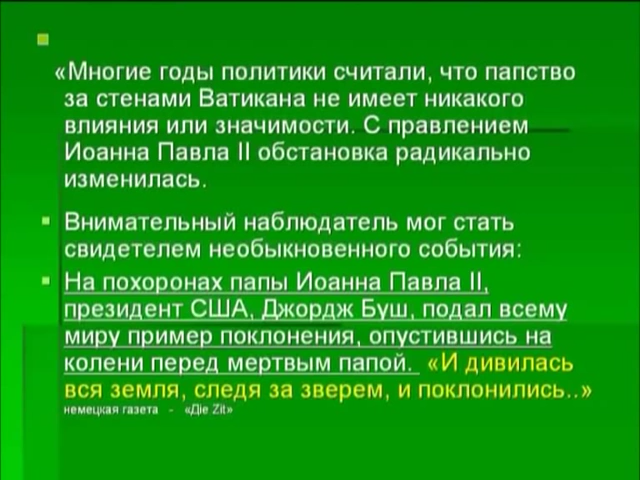 «Многие годы политики считали, что папство
за стенами Ватикана не имеет никакого
влияния или значимости. С правлением
Иоанна Павла II обстановка радикально
изменилась.
Внимательный наблюдатель мог стать
свидетелем необыкновенного события:
На похоронах папы Иоанна Павла II,
президент США, Джордж Буш, подал всему
миру пример поклонения, опустившись на
колени перед мертвым папой. «И дивилась
вся земля, следя за зверем, и поклонились..»
немецкая газета - «Діе Zit»